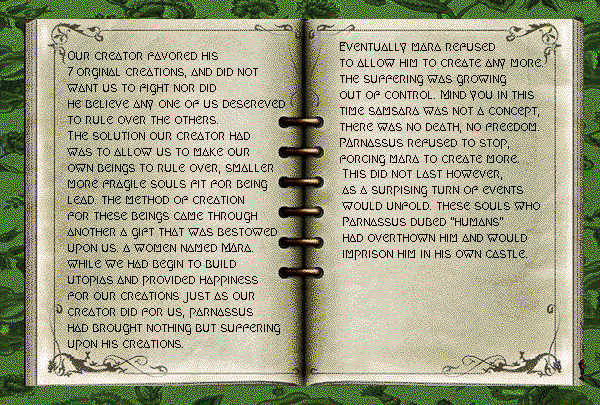 Our creator favored his
7 orginal creations, and did not
want us to fight nor did
he believe any one of us desereved
to rule over the others.
The solution our creator had
was to allow us to make our
own beings to rule over, smaller
more fragile souls fit for being
lead. The method of creation
for these beings came through
another a gift that was bestowed
upon us. A women named Mara.
while we had begin to build
utopias and provided happiness
for our creations just as our
creator did for us, Parnassus
had brought nothing but suffering
upon his creations.
Eventually mara refused
to allow him to create any more.
the suffering was growing
out of control. Mind you in this
time samsara was not a concept,
there was no death, no freedom.
Parnassus refused to stop,
forcing mara to create more.
This did not last however,
as a surpising turn of events
would unfold. These souls who
Parnassus dubed "humans"
had overthown him and would
imprison him in his own castle.